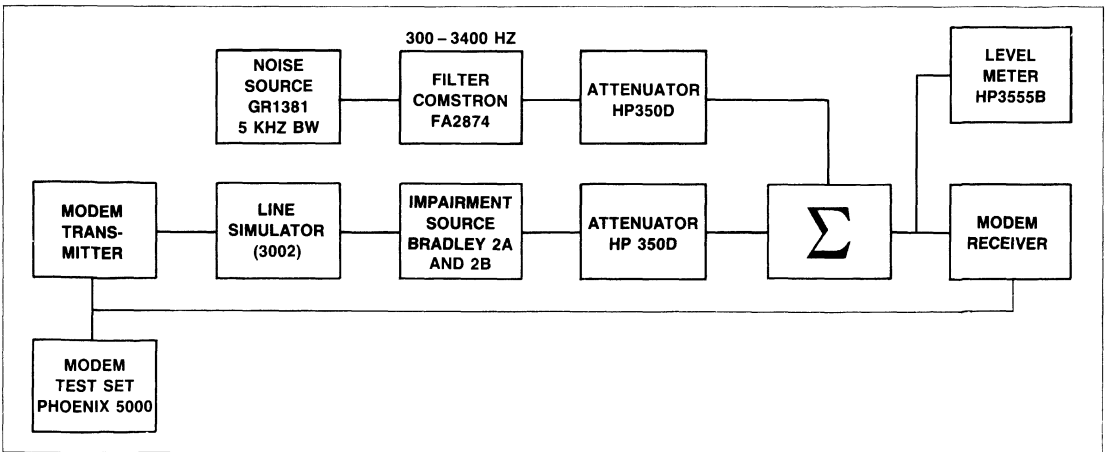 300 – 3400 HZ
NOISE
SOURCE
GR1381
5 KHZ BW
FILTER
COMSTRON
FA2874
ATTENUATOR
HP350D
LEVEL
METER
HP3555B
MODEM
TRANS-
MITTER
LINE
SIMULATOR
(3002)
IMPAIRMENT
SOURCE
BRADLEY 2A
AND 2B
ATTENUATOR
HP 350D
Σ
MODEM
RECEIVER
MODEM
TEST SET
PHOENIX 5000